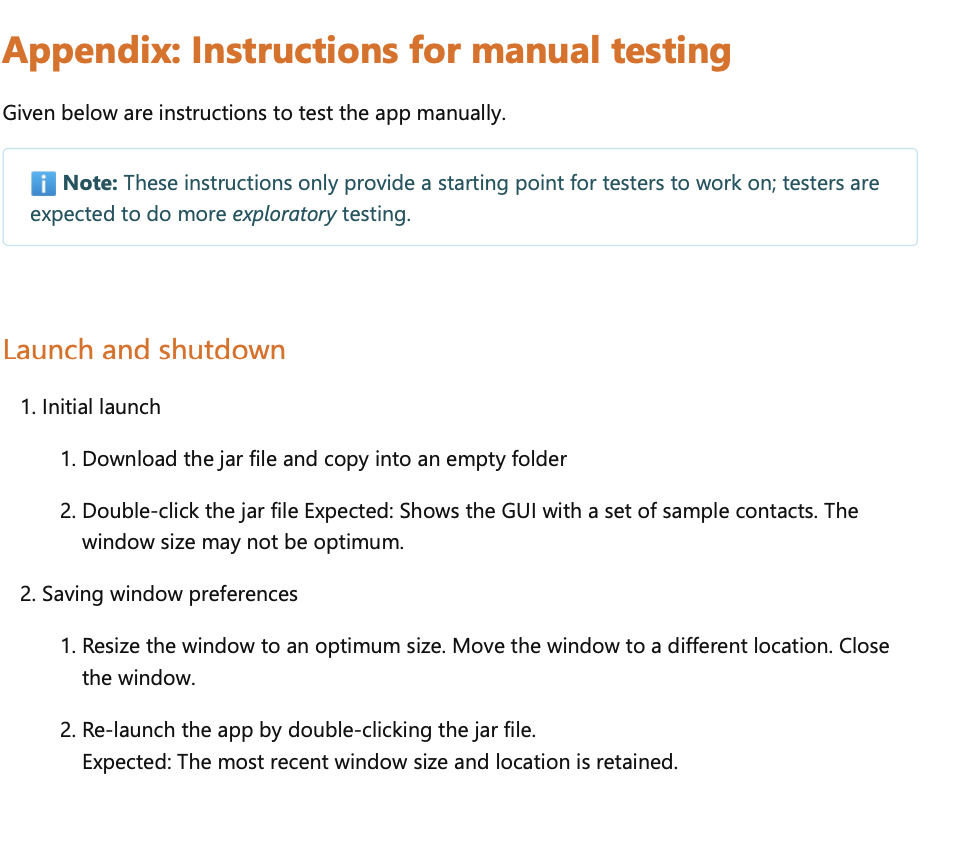 Appendix: Instructions for manual testing
Given below are instructions to test the app manually.
ℹ️ Note: These instructions only provide a starting point for testers to work on; testers are
expected to do more exploratory testing.
Launch and shutdown
1. Initial launch
1. Download the jar file and copy into an empty folder
2. Double-click the jar file Expected: Shows the GUI with a set of sample contacts. The
window size may not be optimum.
2. Saving window preferences
1. Resize the window to an optimum size. Move the window to a different location. Close
the window.
2. Re-launch the app by double-clicking the jar file.
Expected: The most recent window size and location is retained.